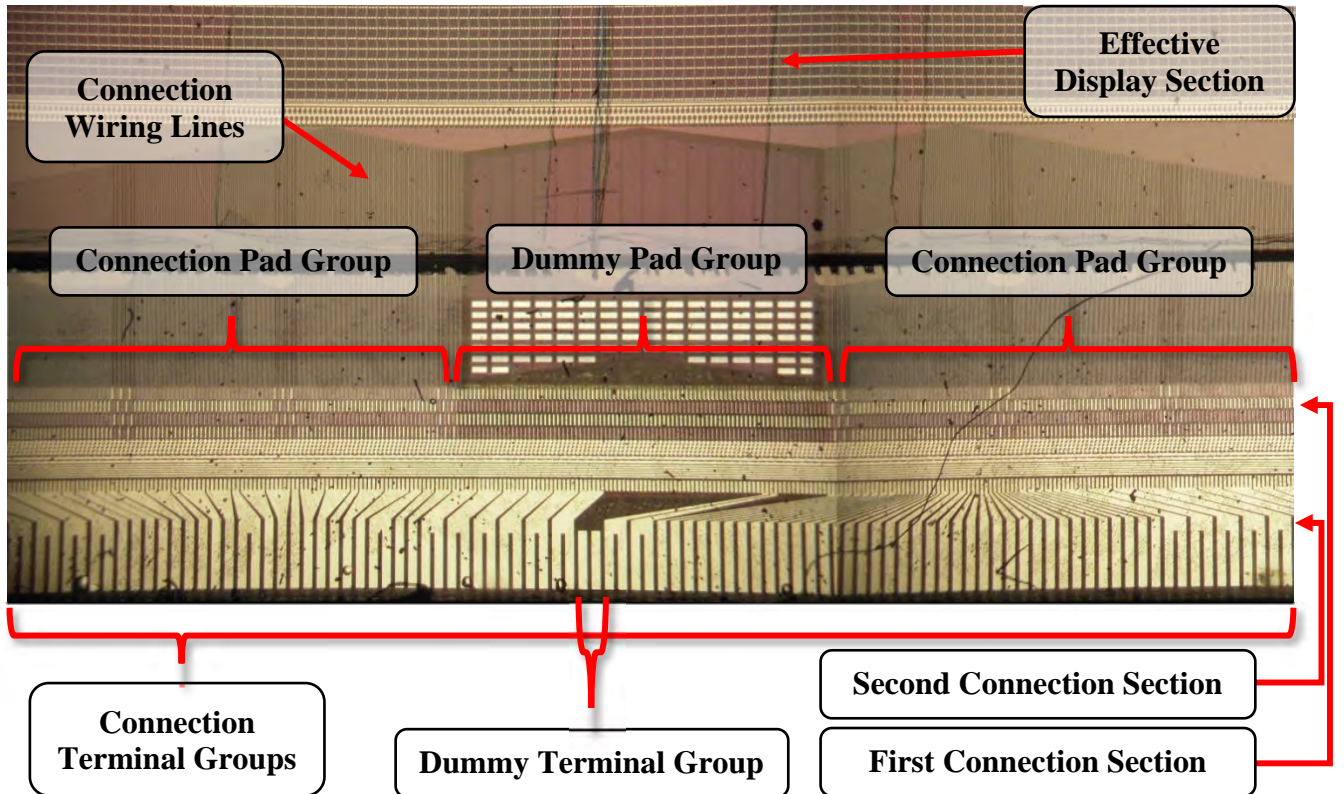 Effective
Display Section
Connection
Wiring Lines
Connection Pad Group
Dummy Pad Group
Connection Pad Group
Second Connection Section
Connection
Terminal Groups
Dummy Terminal Group
First Connection Section